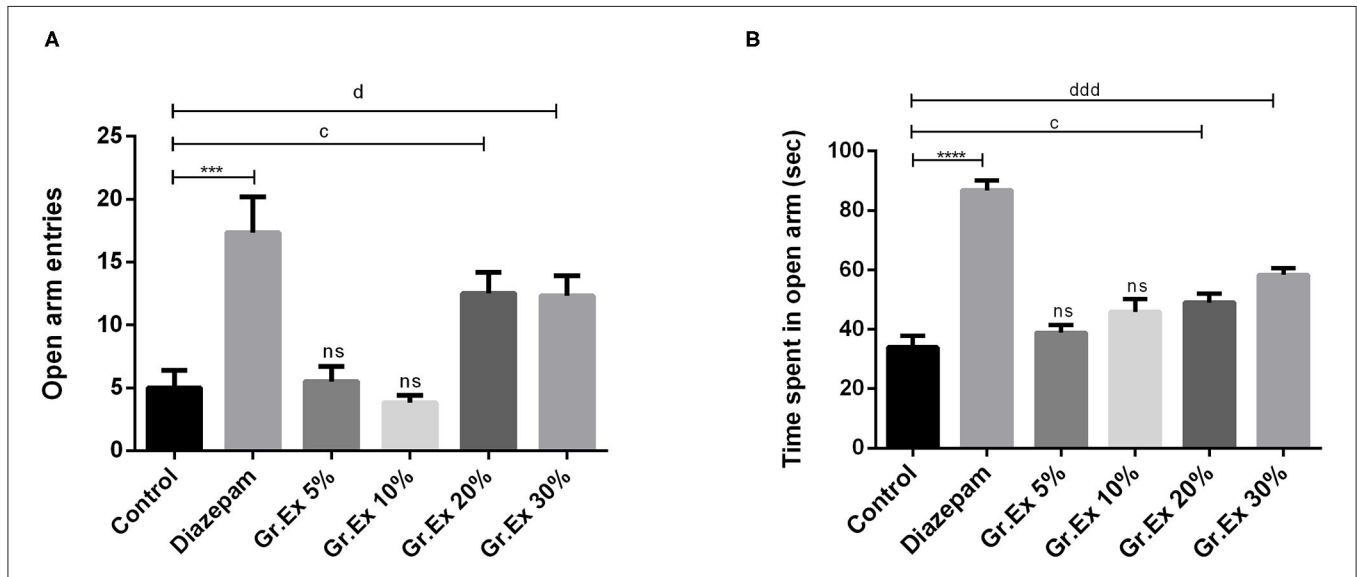 A
d
c
***
Open arm entries
25
20
15
10
5
0
ns
ns
Control
Diazepam
Gr.Ex 5%
Gr.Ex 10%
Gr.Ex 20%
Gr.Ex 30%
B
ddd
c
****
Time spent in open arm (sec)
100
80
60
40
20
0
ns
ns
Control
Diazepam
Gr.Ex 5%
Gr.Ex 10%
Gr.Ex 20%
Gr.Ex 30%